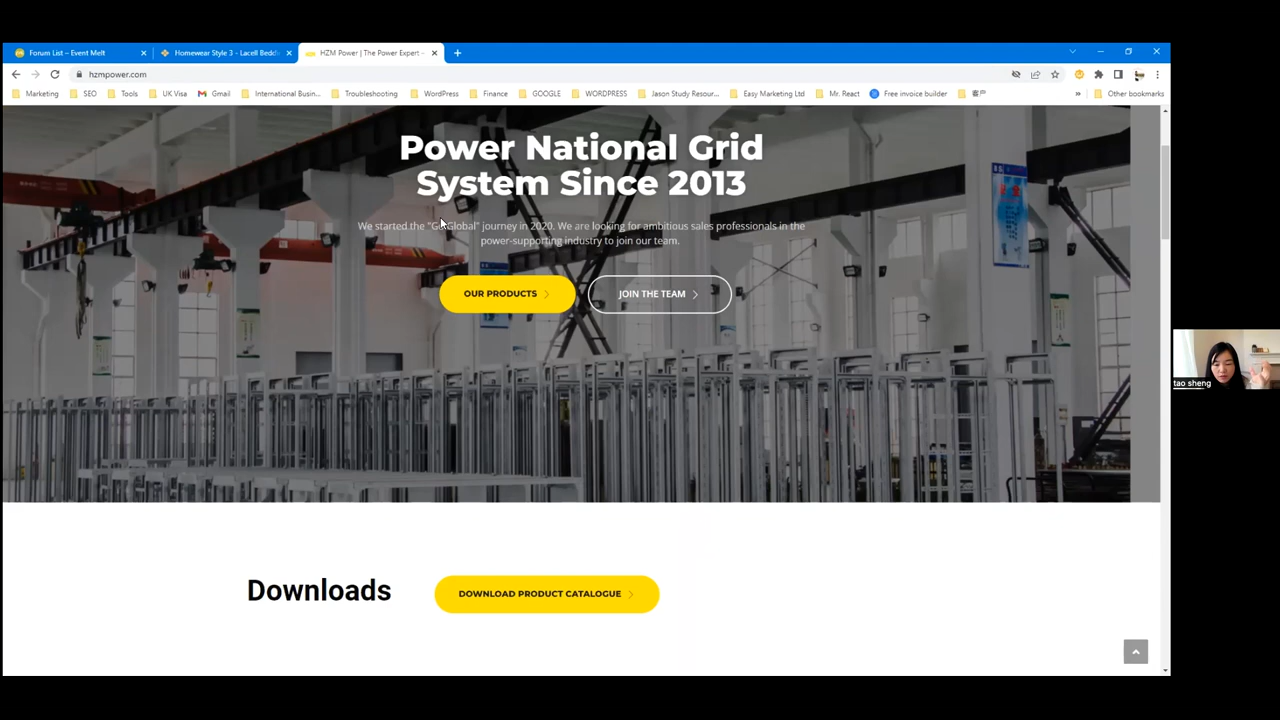 Forum List – Event Melt
Homewear Style 3 - Lacell Beddi
HZM Power | The Power Expert -
hzmpower.com
Marketing
SEO
Tools
UK Visa
Gmail
International Busin...
Troubleshooting
WordPress
Finance
GOOGLE
WORDPRESS
Jason Study Resour...
Easy Marketing Ltd
Mr. React
Free invoice builder
客户
Other bookmarks
Power National Grid
System Since 2013
We started the "Go Global" journey in 2020. We are looking for ambitious sales professionals in the
power-supporting industry to join our team.
OUR PRODUCTS
JOIN THE TEAM
tao sheng
Downloads
DOWNLOAD PRODUCT CATALOGUE